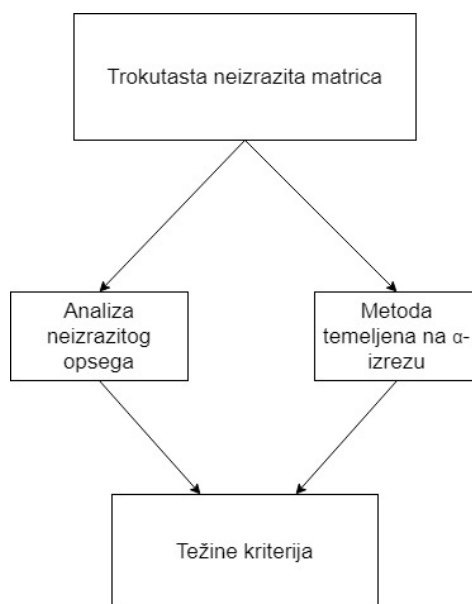 Trokutasta neizrazita matrica
Analiza
neizrazitog
opsega
Metoda
temeljena na α-
izrezu
Težine kriterija